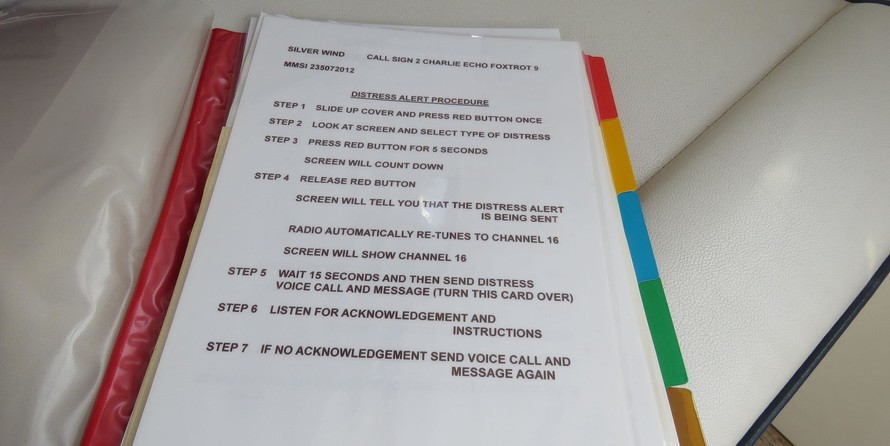 SILVER WIND CALL SIGN 2 CHARLIE ECHO FOXTROT 9
MMSI 235072012
DISTRESS ALERT PROCEDURE
STEP 1 SLIDE UP COVER AND PRESS RED BUTTON ONCE
STEP 2 LOOK AT SCREEN AND SELECT TYPE OF DISTRESS
STEP 3 PRESS RED BUTTON FOR 5 SECONDS
SCREEN WILL COUNT DOWN
STEP 4 RELEASE RED BUTTON
SCREEN WILL TELL YOU THAT THE DISTRESS ALERT
IS BEING SENT
RADIO AUTOMATICALLY RE-TUNES TO CHANNEL 16
SCREEN WILL SHOW CHANNEL 16
STEP 5 WAIT 15 SECONDS AND THEN SEND DISTRESS
VOICE CALL AND MESSAGE (TURN THIS CARD OVER)
STEP 6 LISTEN FOR ACKNOWLEDGEMENT AND
INSTRUCTIONS
STEP 7 IF NO ACKNOWLEDGEMENT SEND VOICE CALL AND
MESSAGE AGAIN